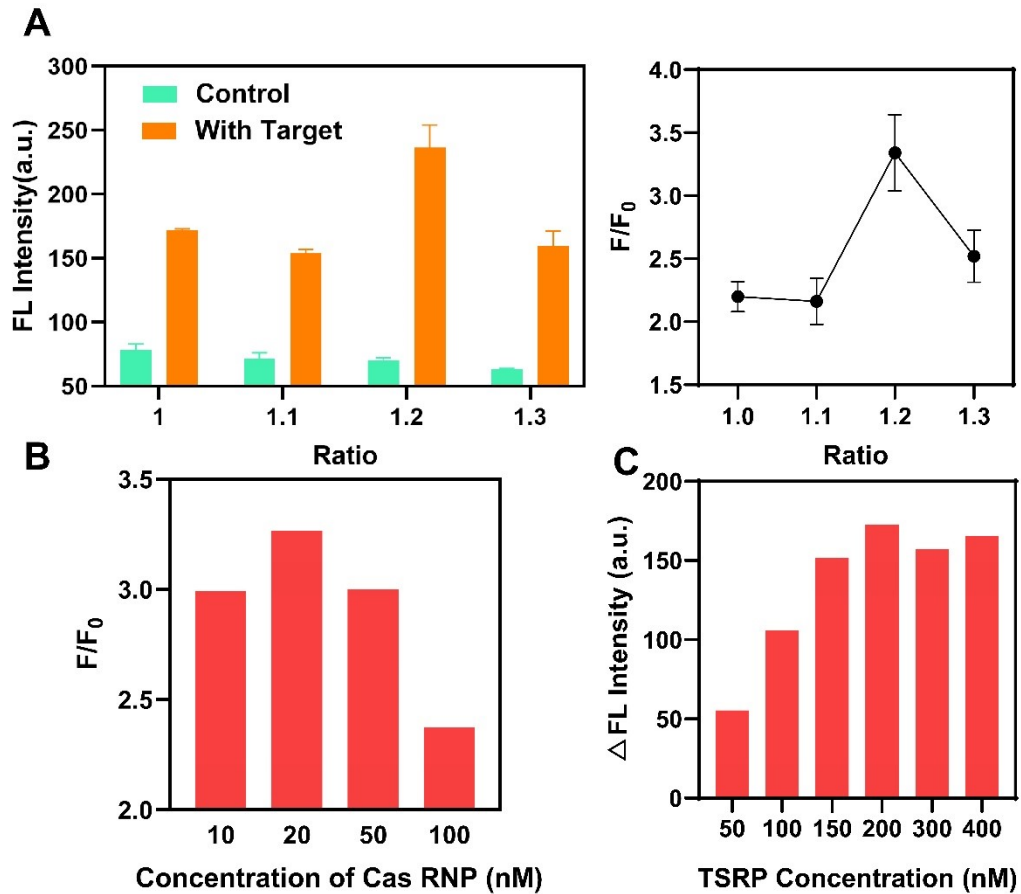 A
FL Intensity(a.u.)
300
250
200
150
100
50
Control
With Target
1 1.1 1.2 1.3
Ratio
F/F0
4.0
3.5
3.0
2.5
2.0
1.5
1.0 1.1 1.2 1.3
Ratio
B
F/F0
3.5
3.0
2.5
2.0
10 20 50 100
Concentration of Cas RNP (nM)
C
△FL Intensity (a.u.)
200
150
100
50
0
50 100 150 200 300 400
TSRP Concentration (nM)